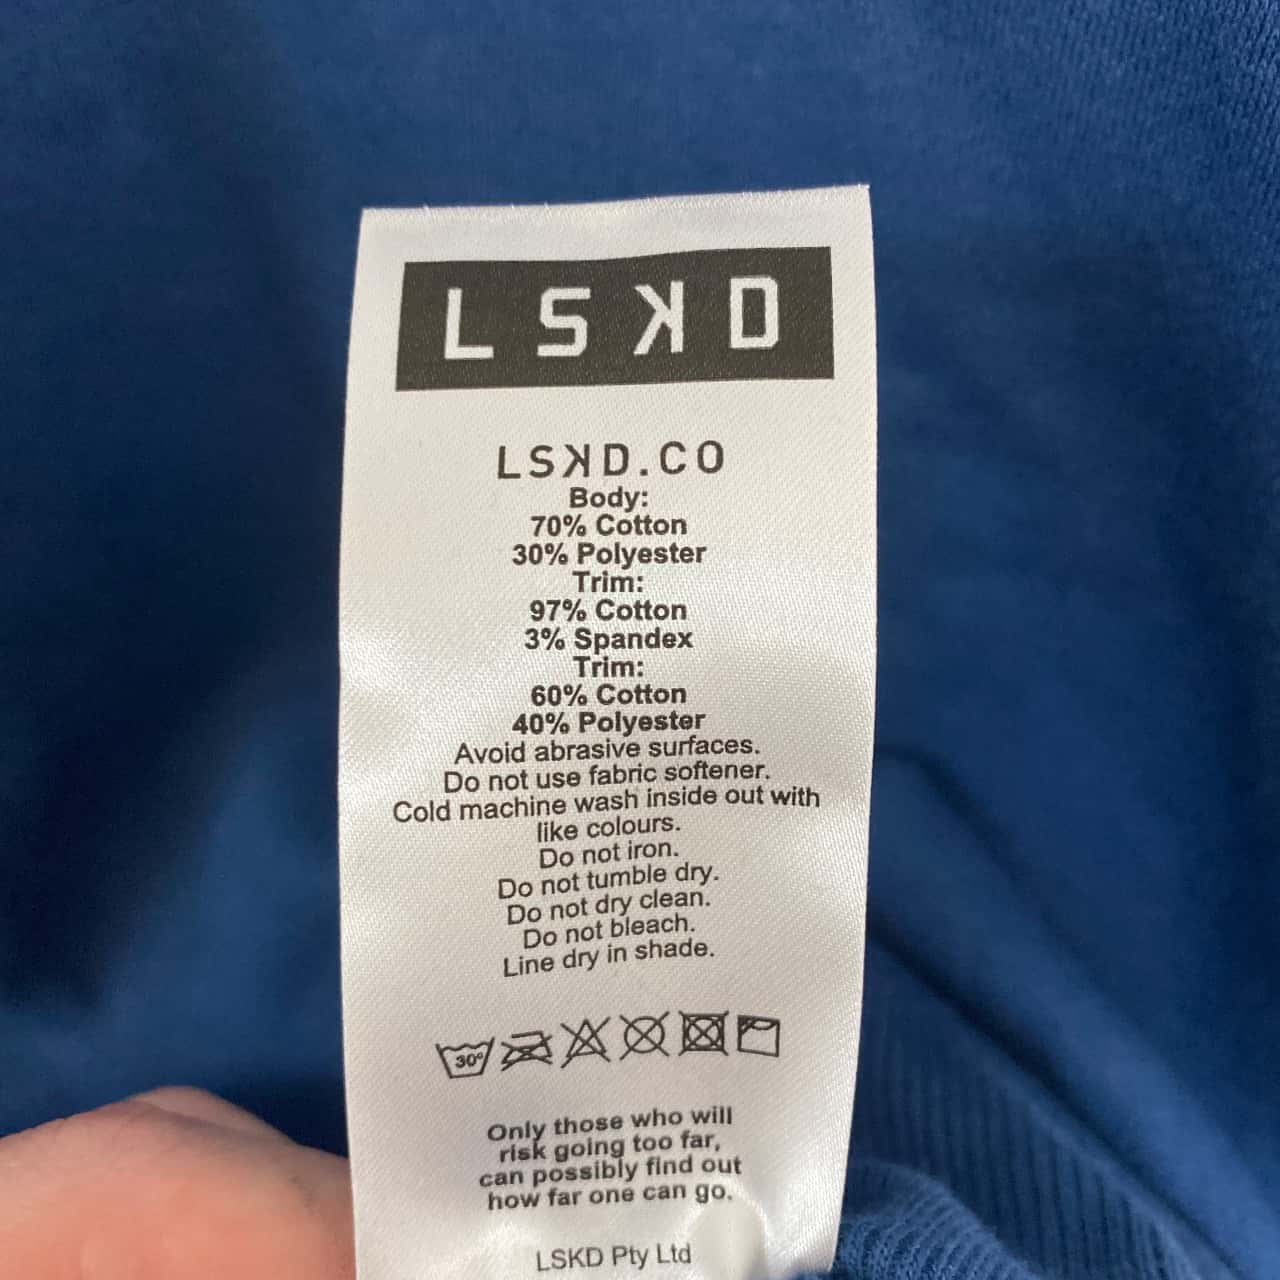 LSKD
LSKD.CO
Body:
70% Cotton
30% Polyester
Trim:
97% Cotton
3% Spandex
Trim:
60% Cotton
40% Polyester
Avoid abrasive surfaces.
Do not use fabric softener.
Cold machine wash inside out with
like colours.
Do not iron.
Do not tumble dry.
Do not dry clean.
Do not bleach.
Line dry in shade.
30°
Only those who will
risk going too far,
can possibly find out
how far one can go.
LSKD Pty Ltd